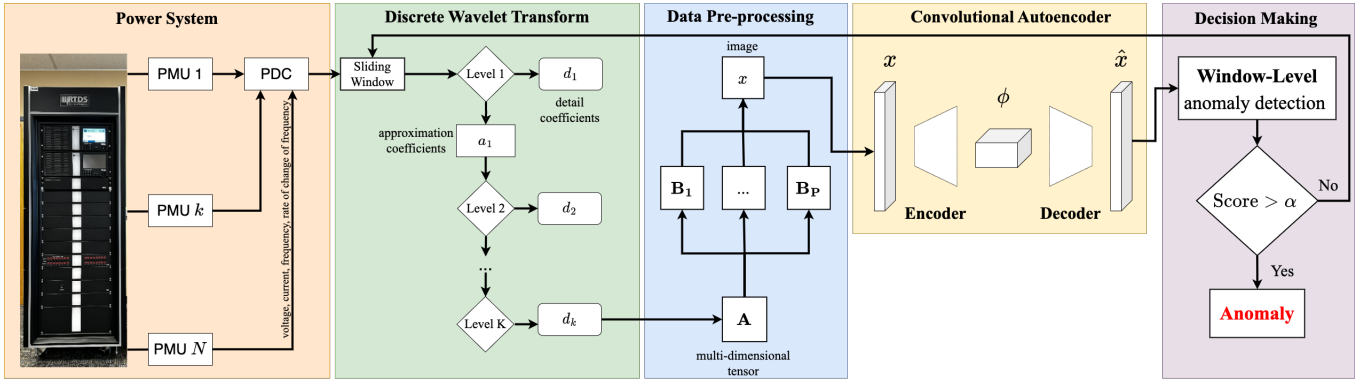 Power System
RTDS
PMU 1
PDC
PMU k
PMU N
voltage, current, frequency, rate of change of frequency
Discrete Wavelet Transform
Sliding
Window
Level 1
d₁
detail
coefficients
approximation
coefficients
a₁
Level 2
d₂
...
Level K
dₖ
Data Pre-processing
image
x
B₁
...
B_P
A
multi-dimensional
tensor
Convolutional Autoencoder
x
ϕ
x̂
Encoder
Decoder
Decision Making
Window-Level
anomaly detection
Score > α
No
Yes
Anomaly